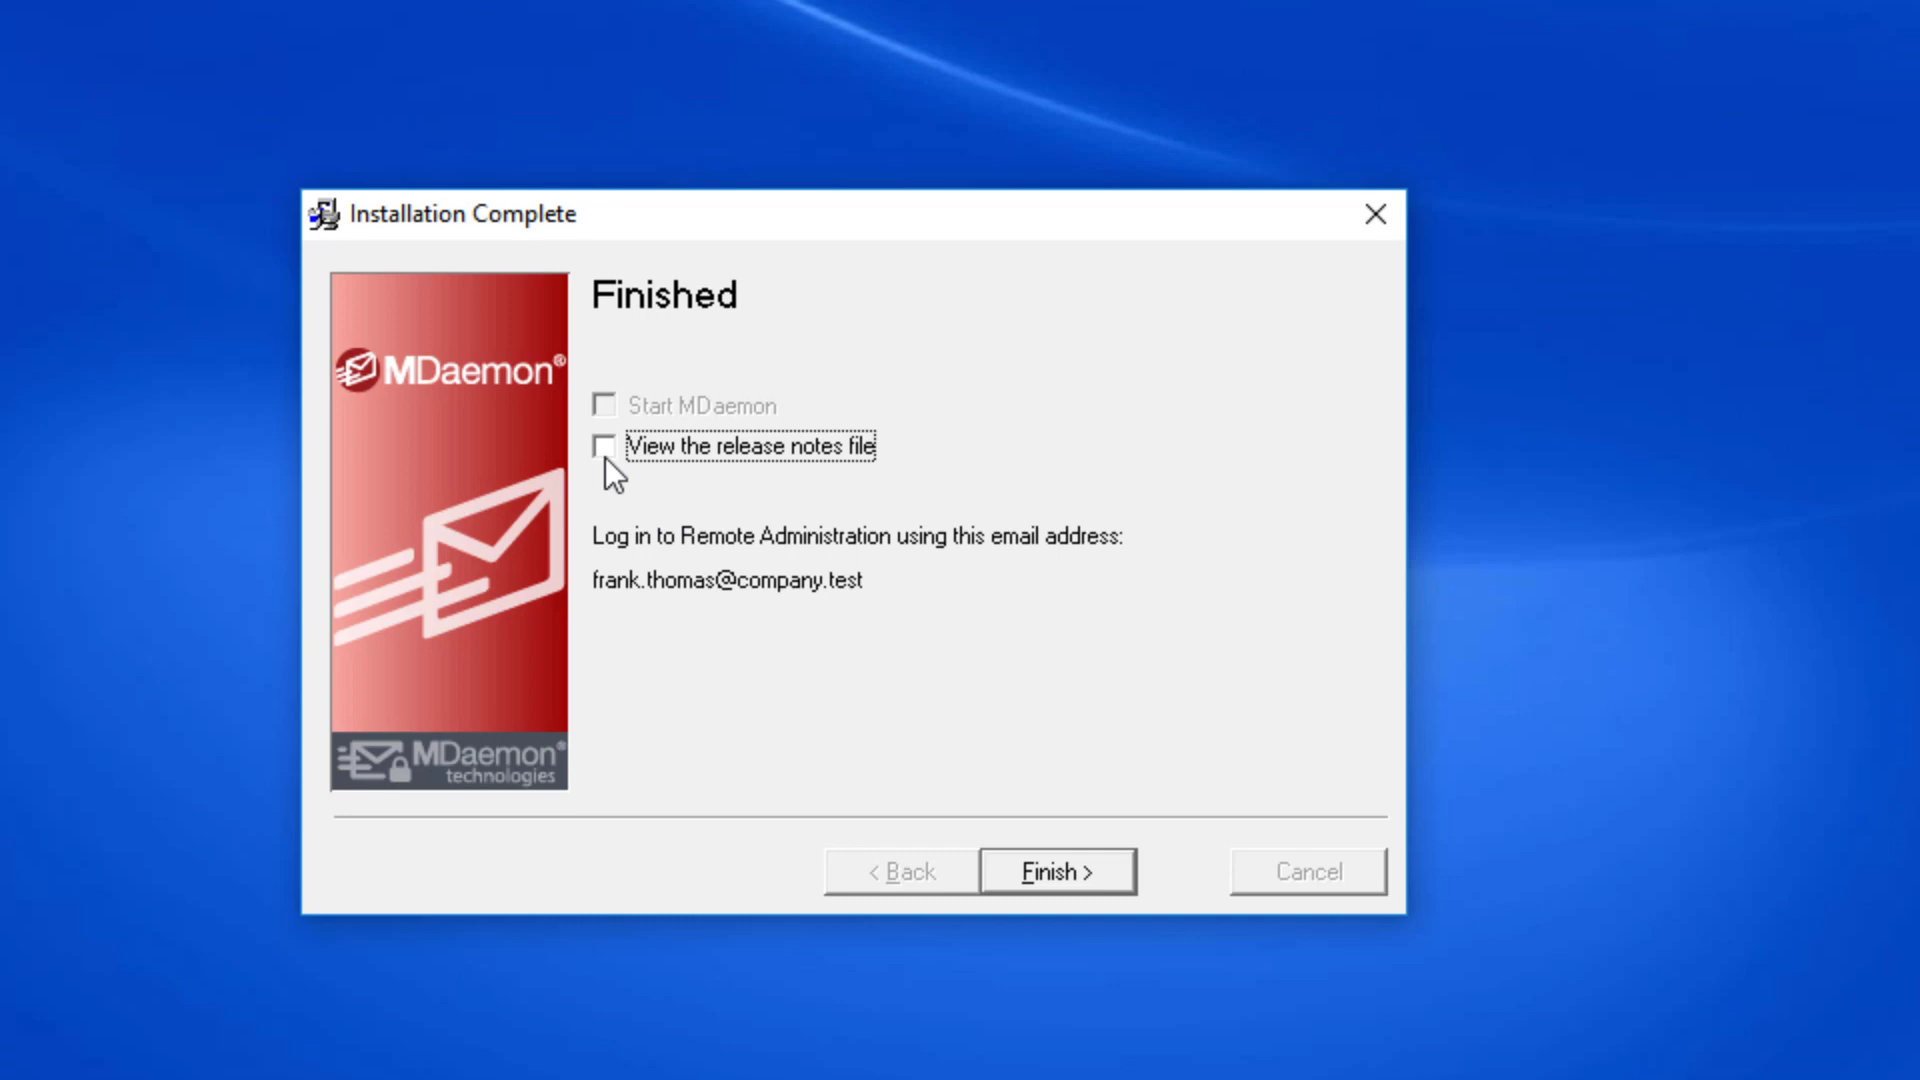 Installation Complete
Finished
MDaemon®
Start MDaemon
View the release notes file
Log in to Remote Administration using this email address:
frank.thomas@company.test
MDaemon®
technologies
< Back
Finish >
Cancel